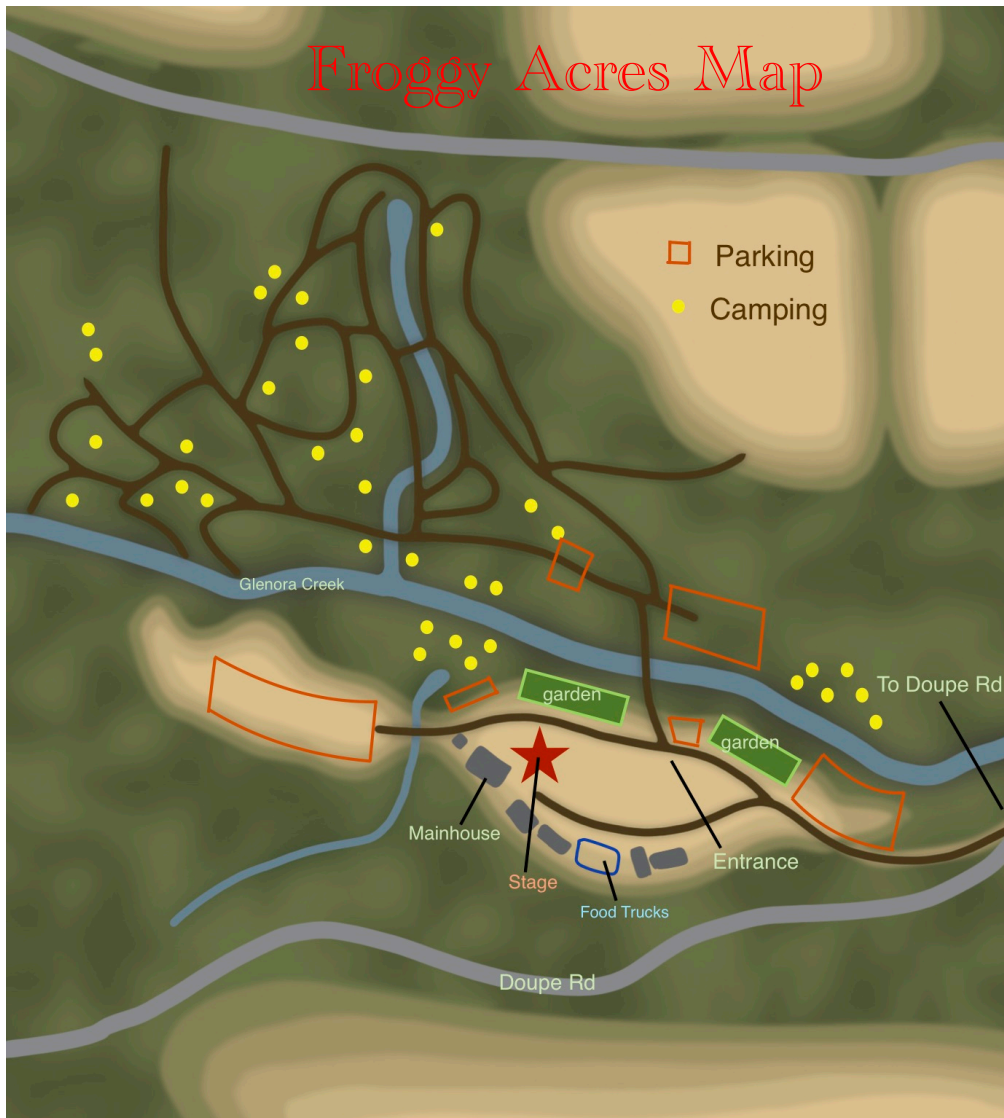 Froggy Acres Map
Parking
Camping
Glenora Creek
To Doupe Rd
garden
garden
Mainhouse
Entrance
Stage
Food Trucks
Doupe Rd